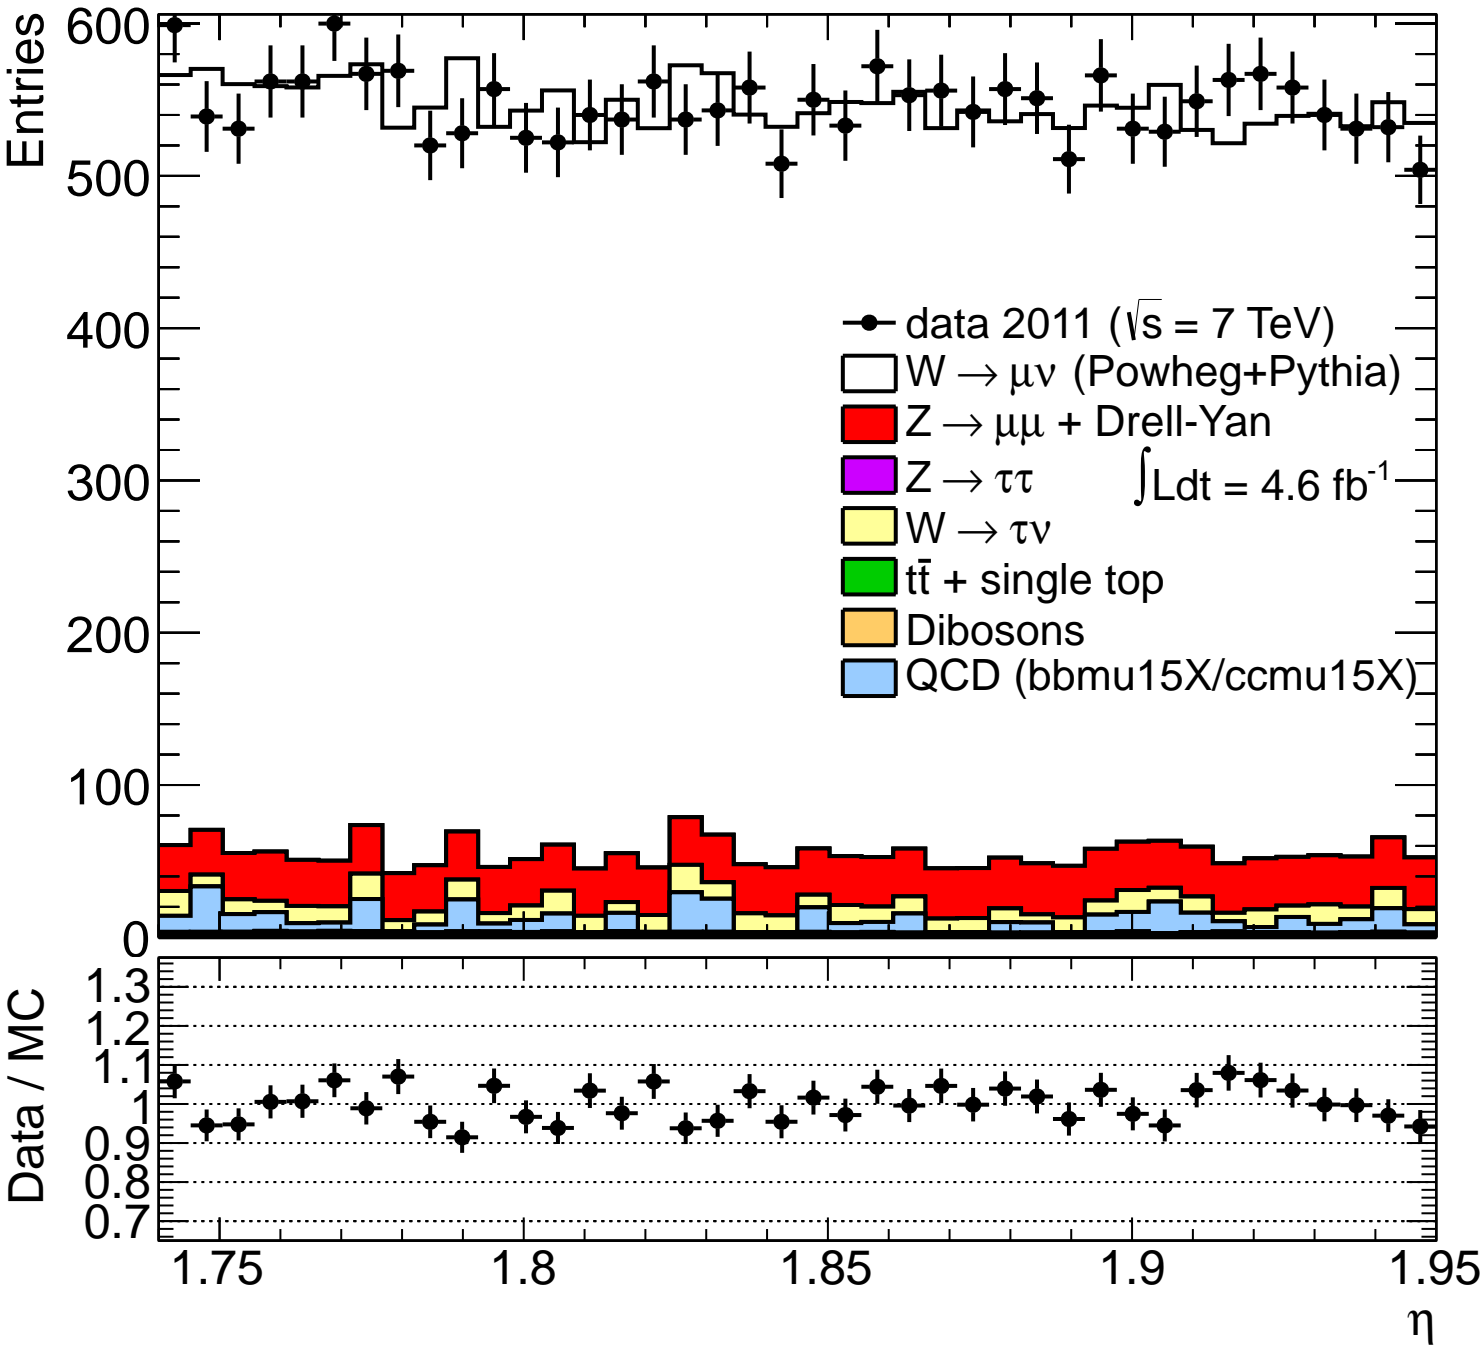 Entries
600
500
400
300
200
100
0
data 2011 (√s = 7 TeV)
W → μν (Powheg+Pythia)
Z → μμ + Drell-Yan
Z → ττ
∫Ldt = 4.6 fb⁻¹
W → τν
tt̄ + single top
Dibosons
QCD (bbmu15X/ccmu15X)
Data / MC
1.3
1.2
1.1
1
0.9
0.8
0.7
1.75 1.8 1.85 1.9 1.95
η